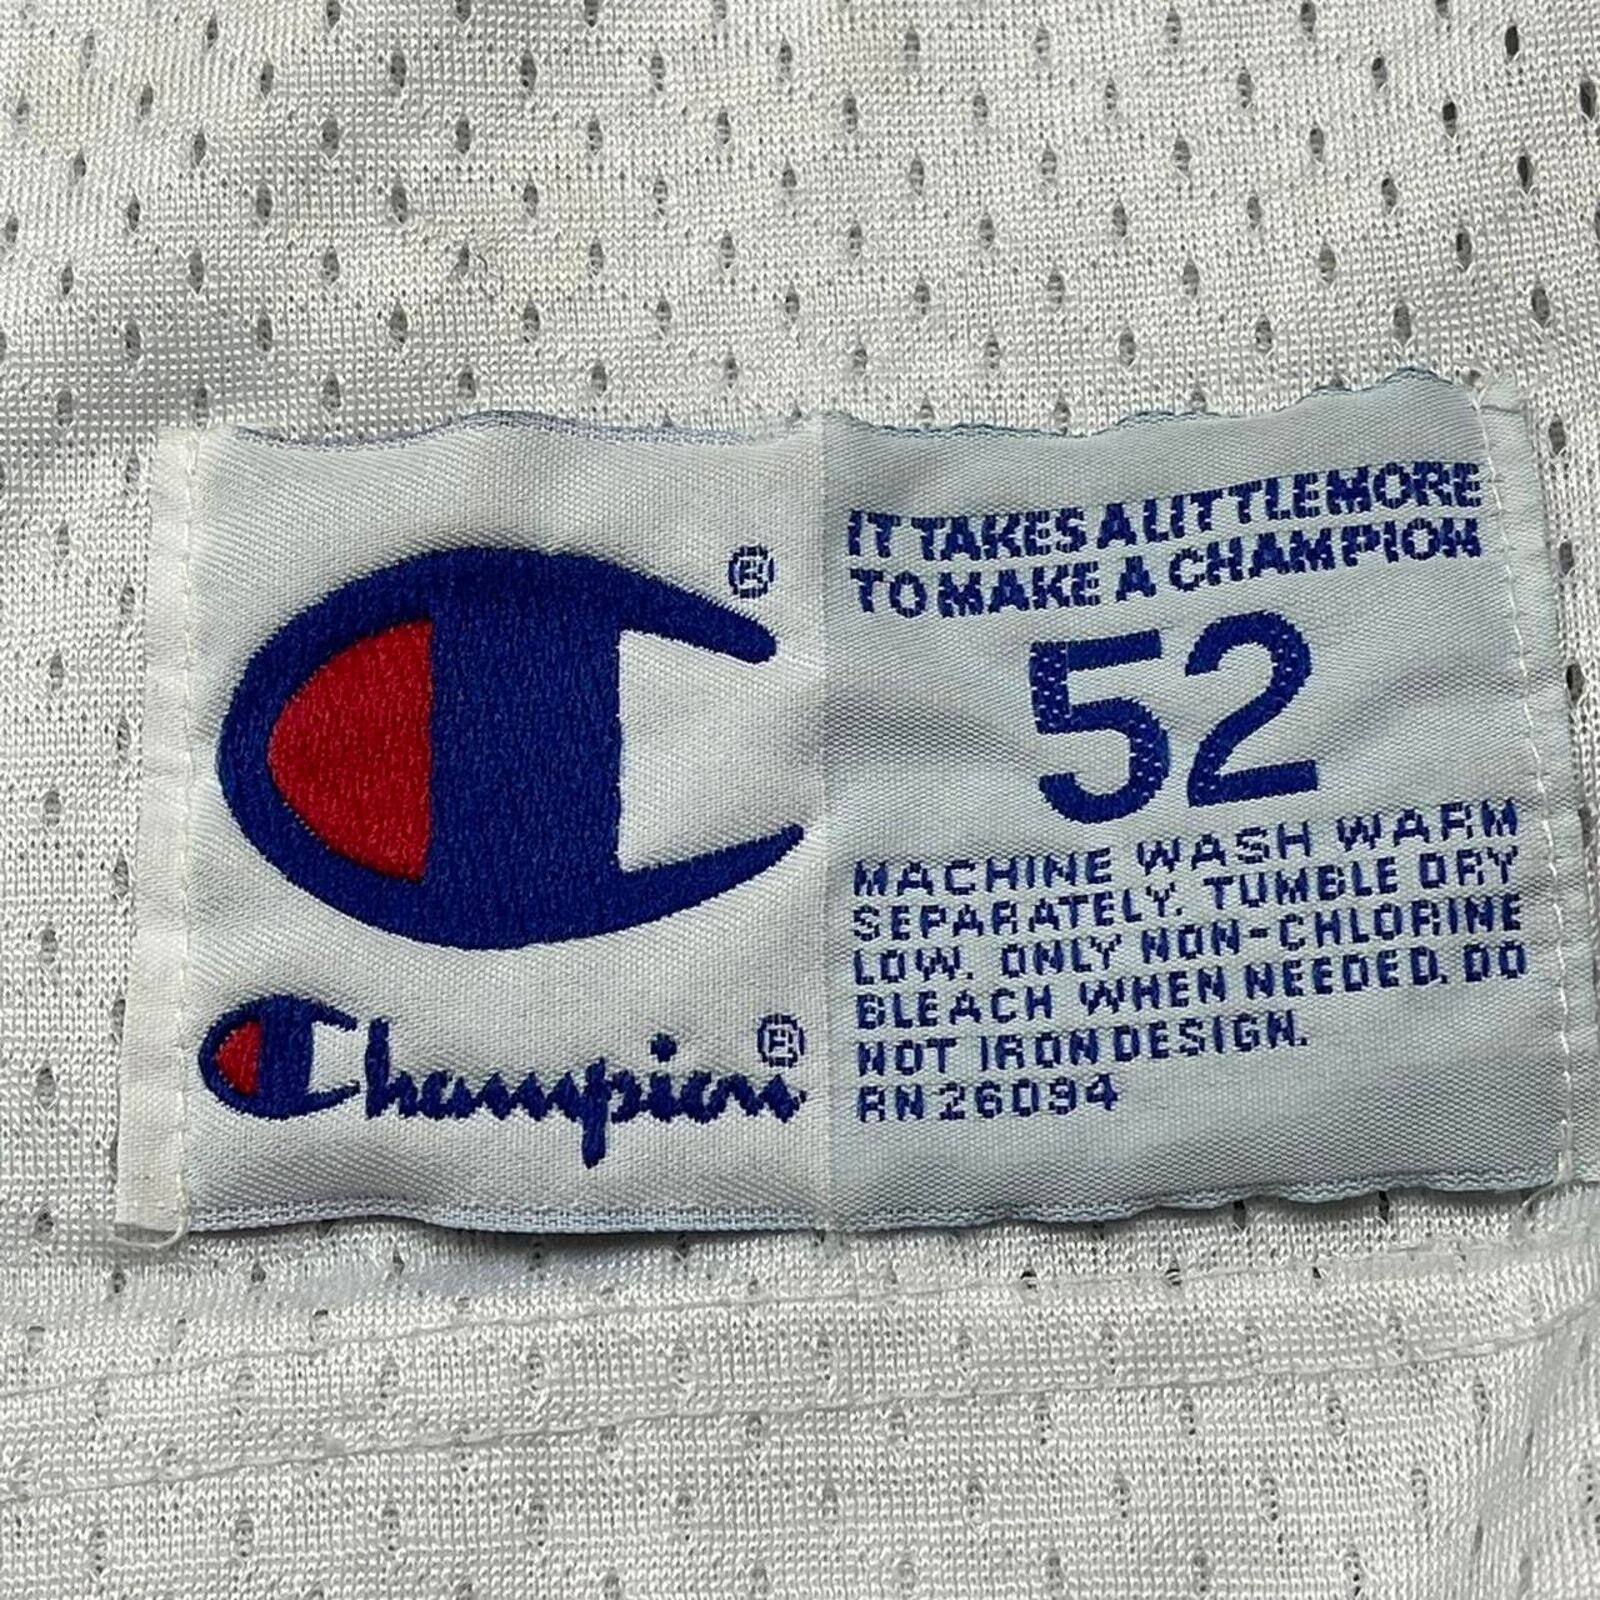 ®
Champion ®
IT TAKES A LITTLE MORE
TO MAKE A CHAMPION
52
MACHINE WASH WARM
SEPARATELY. TUMBLE DRY
LOW. ONLY NON-CHLORINE
BLEACH WHEN NEEDED. DO
NOT IRON DESIGN.
RN 26094